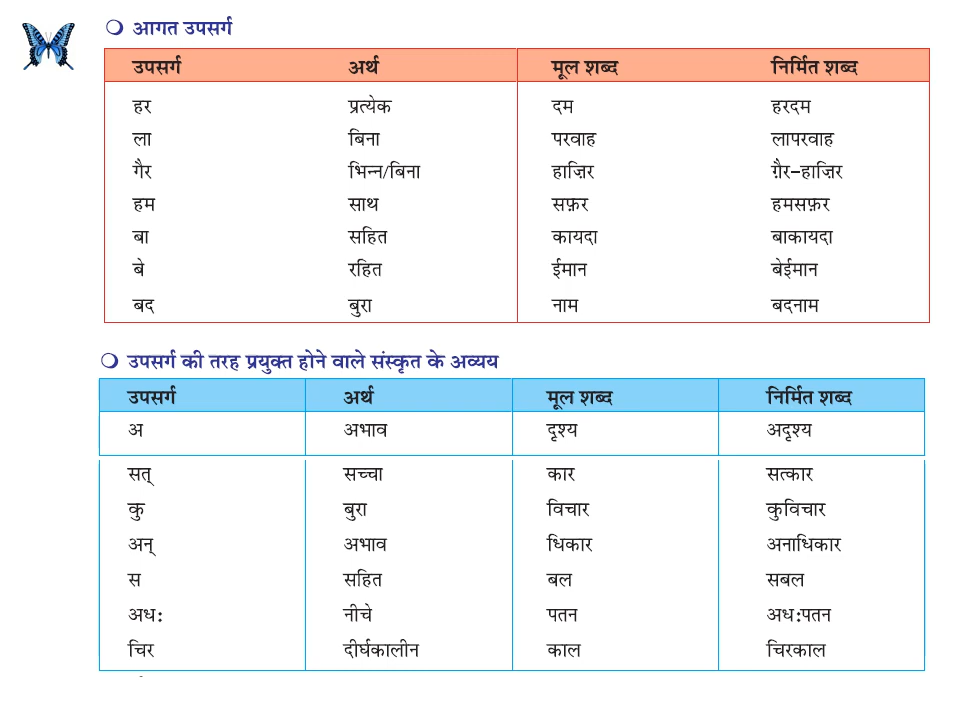 आगत उपसर्ग
उपसर्ग अर्थ मूल शब्द निर्मित शब्द
हर प्रत्येक दम हरदम
ला बिना परवाह लापरवाह
गैर भिन्न/बिना हाज़िर ग़ैर-हाज़िर
हम साथ सफ़र हमसफ़र
बा सहित कायदा बाकायदा
बे रहित ईमान बेईमान
बद बुरा नाम बदनाम
उपसर्ग की तरह प्रयुक्त होने वाले संस्कृत के अव्यय
उपसर्ग अर्थ मूल शब्द निर्मित शब्द
अ अभाव दृश्य अदृश्य
सत् सच्चा कार सत्कार
कु बुरा विचार कुविचार
अन् अभाव धिकार अनाधिकार
स सहित बल सबल
अध: नीचे पतन अध:पतन
चिर दीर्घकालीन काल चिरकाल